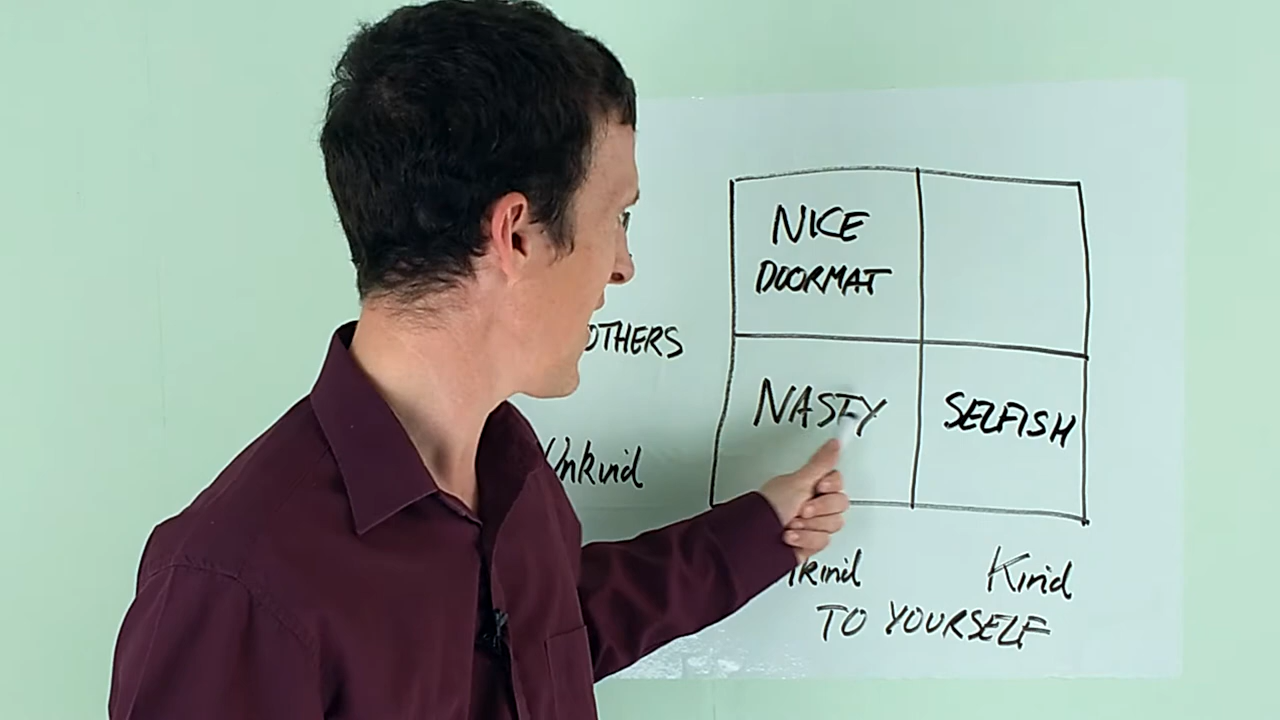 NICE
DOORMAT
OTHERS
NASTY
SELFISH
Unkind
Kind
TO YOURSELF